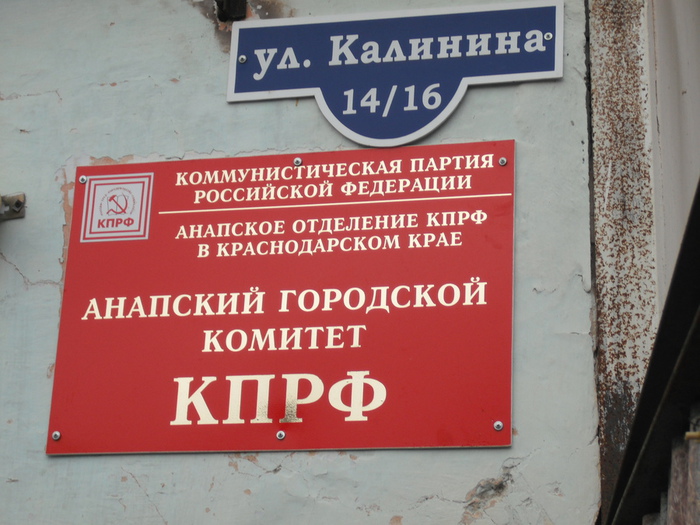 ул. Калинина
14/16
КОММУНИСТИЧЕСКАЯ ПАРТИЯ
РОССИЙСКОЙ ФЕДЕРАЦИИ
КПРФ
АНАПСКОЕ ОТДЕЛЕНИЕ КПРФ
В КРАСНОДАРСКОМ КРАЕ
АНАПСКИЙ ГОРОДСКОЙ
КОМИТЕТ
КПРФ